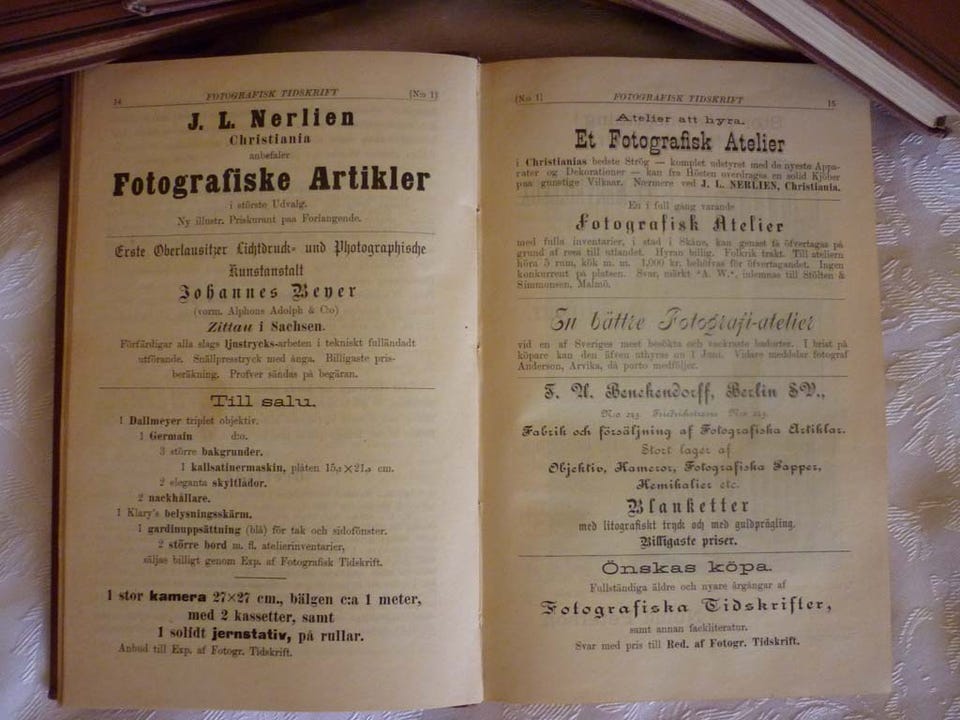 14 FOTOGRAFISK TIDSKRIFT [N:o 1]
J. L. Nerlien
Christiania
anbefaler
Fotografiske Artikler
i störste Udvalg.
Ny illustr. Priskurant paa Forlangende.
Erste Oberlausitzer Lichtdruck- und Photographische
Kunstanstalt
Johannes Beyer
(vorm. Alphons Adolph & C:o)
Zittau i Sachsen.
Förfärdigar alla slags ljustrycks-arbeten i tekniskt fulländadt
utförande. Snällpresstryck med ånga. Billigaste pris-
beräkning. Profver sändas på begäran.
Till salu.
1 Dallmeyer triplet objektiv.
1 Germain d:o.
3 större bakgrunder.
1 kalisatinermaskin, plåten 15,5×21,5 cm.
2 eleganta skyltlådor.
2 nackhållare.
1 Klary's belysningsskärm.
1 gardinuppsättning (blå) för tak och sidofönster.
2 större bord m. fl. atelierinventarier,
säljas billigt genom Exp. af Fotografisk Tidskrift.
1 stor kamera 27×27 cm., bälgen c:a 1 meter,
med 2 kassetter, samt
1 solidt jernstativ, på rullar.
Anbud till Exp. af Fotogr. Tidskrift.
[N:o 1] FOTOGRAFISK TIDSKRIFT 15
Atelier att hyra.
Et Fotografisk Atelier
i Christianias bedste Strög — komplet udstyret med de nyeste Appa-
rater og Dekorationer — kan fra Hösten overdrages en solid Kjöber
paa gunstige Vilkaar. Nærmere ved J. L. NERLIEN, Christiania.
En i full gång varande
Fotografisk Atelier
med fulla inventarier, i stad i Skåne, kan genast få öfvertagas på
grund af resa till utlandet. Hyran billig. Folkrik trakt. Till ateliern
höra 5 rum, kök m. m. 1,000 kr. behöfvas för öfvertagandet. Ingen
konkurrent på platsen. Svar, märkt "A. W.", inlemnas till Stölten &
Simmonsen, Malmö.
En bättre Fotografi-atelier
vid en af Sveriges mest besökta och vackraste badorter. I brist på
köpare kan den äfven uthyras un 1 Juni. Vidare meddelar fotograf
Anderson, Arvika, då porto medföljer.
F. A. Benckendorff, Berlin SW.,
N:o 213. Fridrikstrasse N:o 213.
Fabrik och försäljning af Fotografiska Artiklar.
Stort lager af
Objektiv, Kameror, Fotografiska Papper,
Kemikalier etc.
Blanketter
med litografiskt tryck och med guldprägling.
Billigaste priser.
Önskas köpa.
Fullständiga äldre och nyare årgångar af
Fotografiska Tidskrifter,
samt annan facklitteratur.
Svar med pris till Red. af Fotogr. Tidskrift.